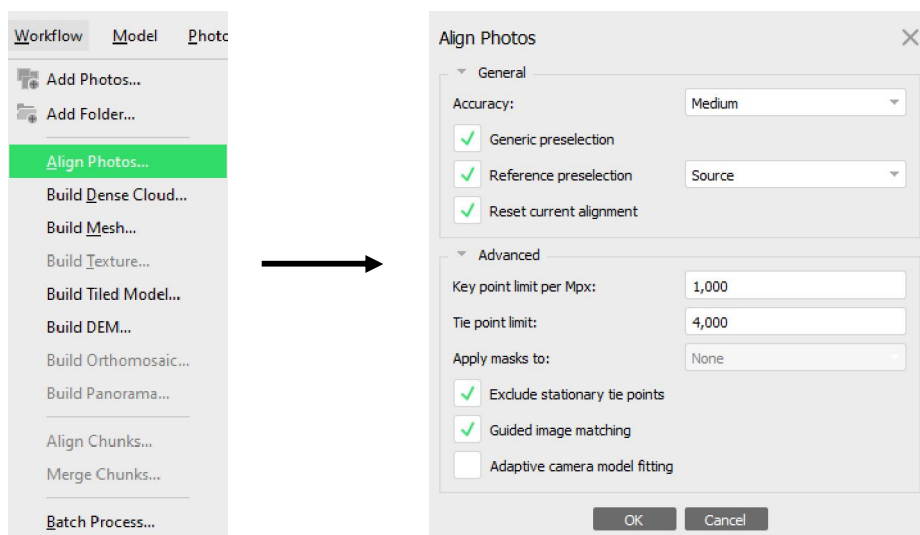 Workflow Model Photo
Add Photos...
Add Folder...
Align Photos...
Build Dense Cloud...
Build Mesh...
Build Texture...
Build Tiled Model...
Build DEM...
Build Orthomosaic...
Build Panorama...
Align Chunks...
Merge Chunks...
Batch Process...
Align Photos
General
Accuracy: Medium
Generic preselection
Reference preselection Source
Reset current alignment
Advanced
Key point limit per Mpx: 1,000
Tie point limit: 4,000
Apply masks to: None
Exclude stationary tie points
Guided image matching
Adaptive camera model fitting
OK Cancel